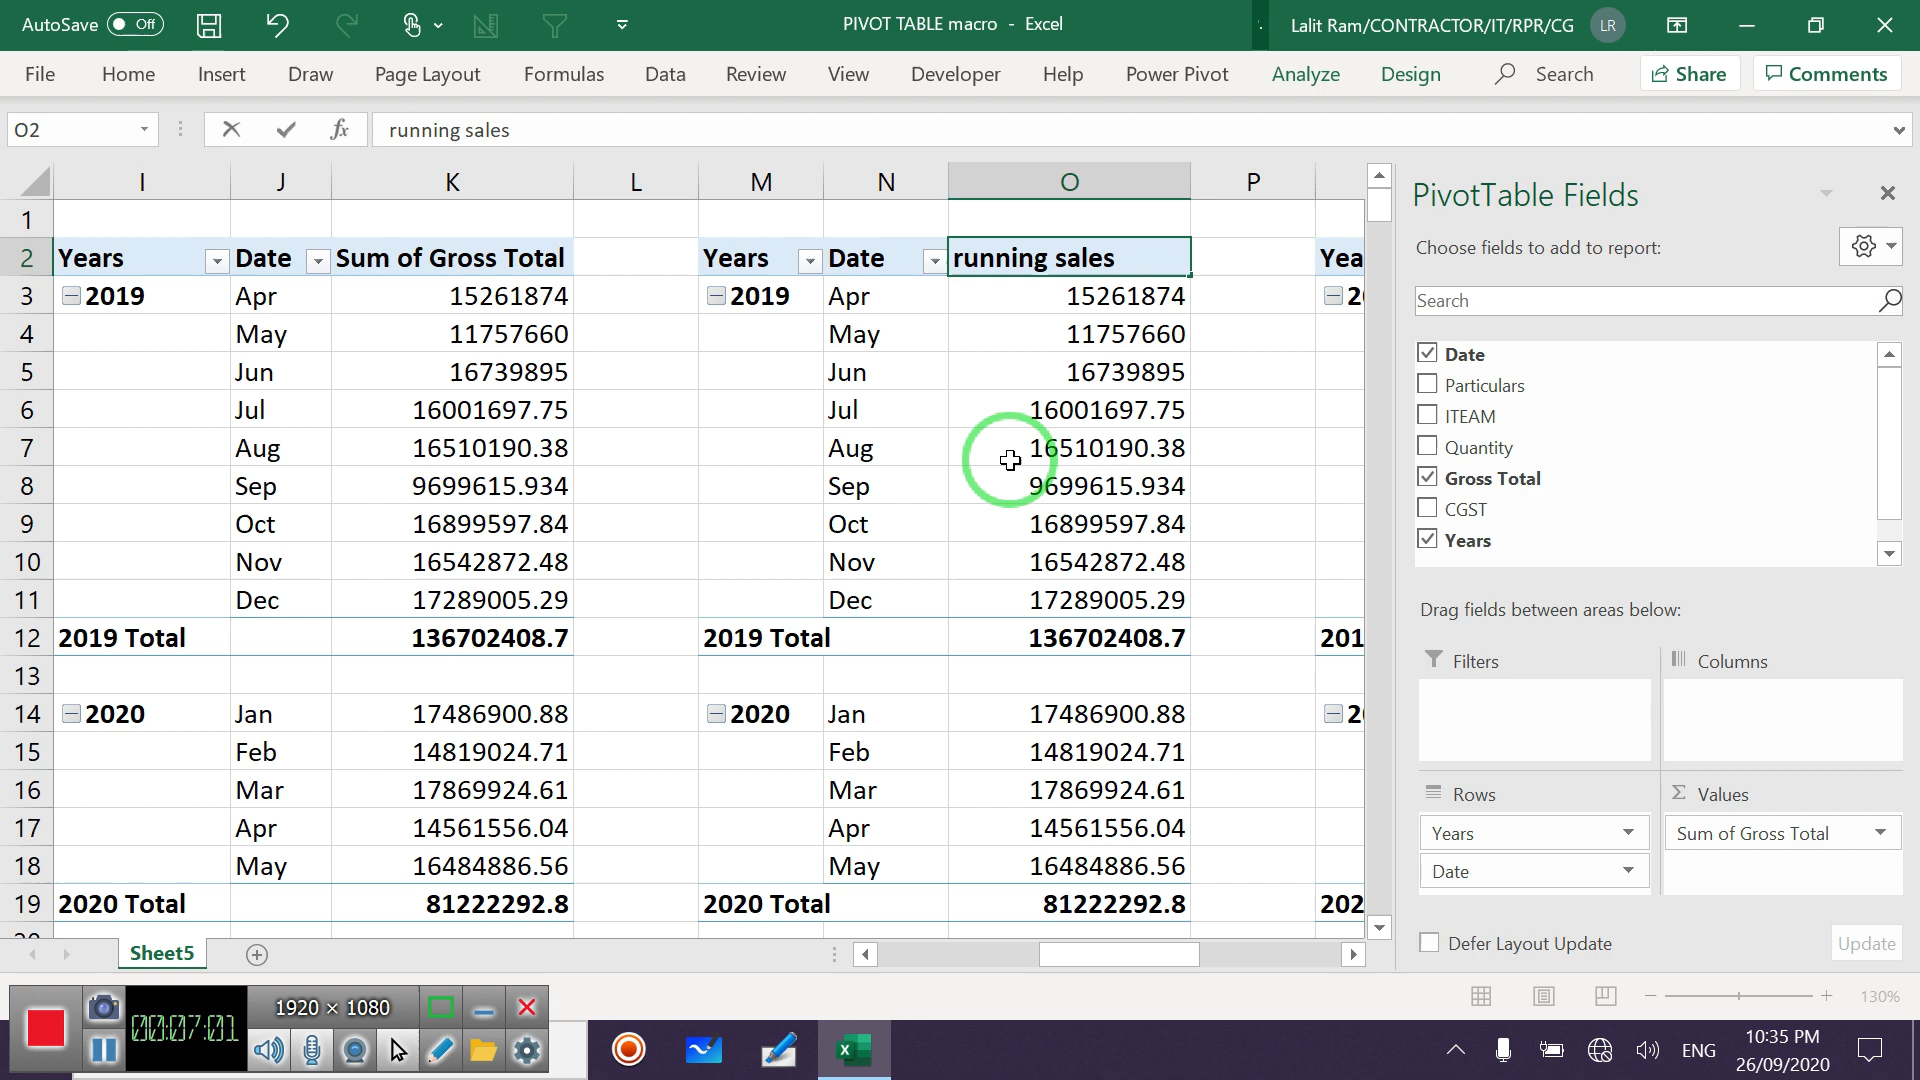 AutoSave Off PIVOT TABLE macro - Excel Lalit Ram/CONTRACTOR/IT/RPR/CG LR
File Home Insert Draw Page Layout Formulas Data Review View Developer Help Power Pivot Analyze Design Search Share Comments
O2 fx running sales
I J K L M N O P
1
2 Years Date Sum of Gross Total Years Date running sales Yea
3 2019 Apr 15261874 2019 Apr 15261874
4 May 11757660 May 11757660
5 Jun 16739895 Jun 16739895
6 Jul 16001697.75 Jul 16001697.75
7 Aug 16510190.38 Aug 16510190.38
8 Sep 9699615.934 Sep 9699615.934
9 Oct 16899597.84 Oct 16899597.84
10 Nov 16542872.48 Nov 16542872.48
11 Dec 17289005.29 Dec 17289005.29
12 2019 Total 136702408.7 2019 Total 136702408.7 201
13
14 2020 Jan 17486900.88 2020 Jan 17486900.88 2
15 Feb 14819024.71 Feb 14819024.71
16 Mar 17869924.61 Mar 17869924.61
17 Apr 14561556.04 Apr 14561556.04
18 May 16484886.56 May 16484886.56
19 2020 Total 81222292.8 2020 Total 81222292.8 202
Sheet5
PivotTable Fields
Choose fields to add to report:
Search
Date
Particulars
ITEAM
Quantity
Gross Total
CGST
Years
Drag fields between areas below:
Filters Columns
Rows Values
Years Sum of Gross Total
Date
Defer Layout Update Update
130%
1920 × 1080
00:07:01
ENG
10:35 PM
26/09/2020